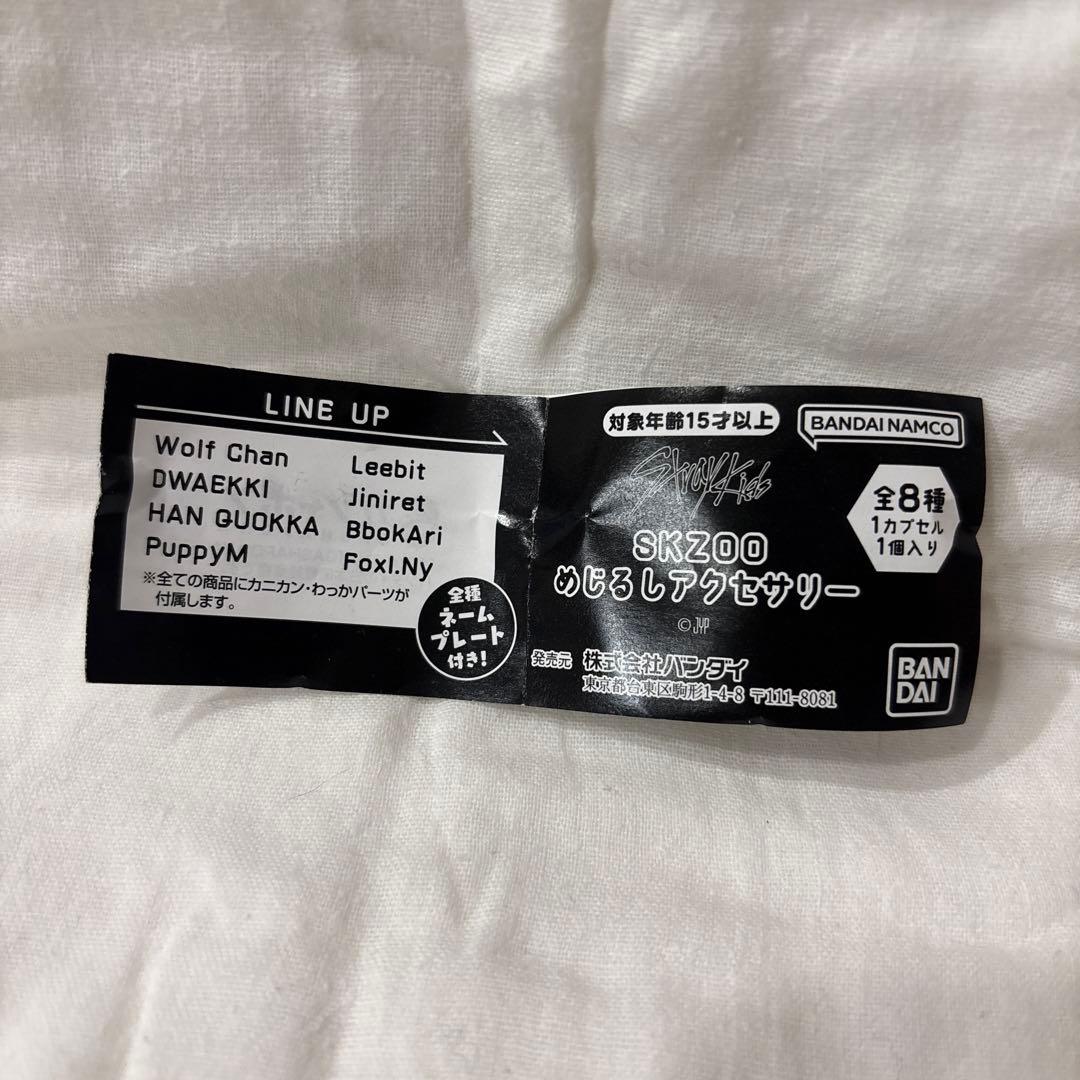 LINE UP
Wolf Chan
DWAEKKI
HAN QUOKKA
PuppyM
Leebit
Jiniret
BbokAri
FoxI.Ny
※全ての商品にカニカン・わっかパーツが
付属します。
全種
ネーム
プレート
付き!
対象年齢15才以上
BANDAI NAMCO
Stray Kids
SKZOO
めじるしアクセサリー
©JYP
全8種
1カプセル
1個入り
発売元 株式会社バンダイ
東京都台東区駒形1-4-8 〒111-8081
BAN
DAI